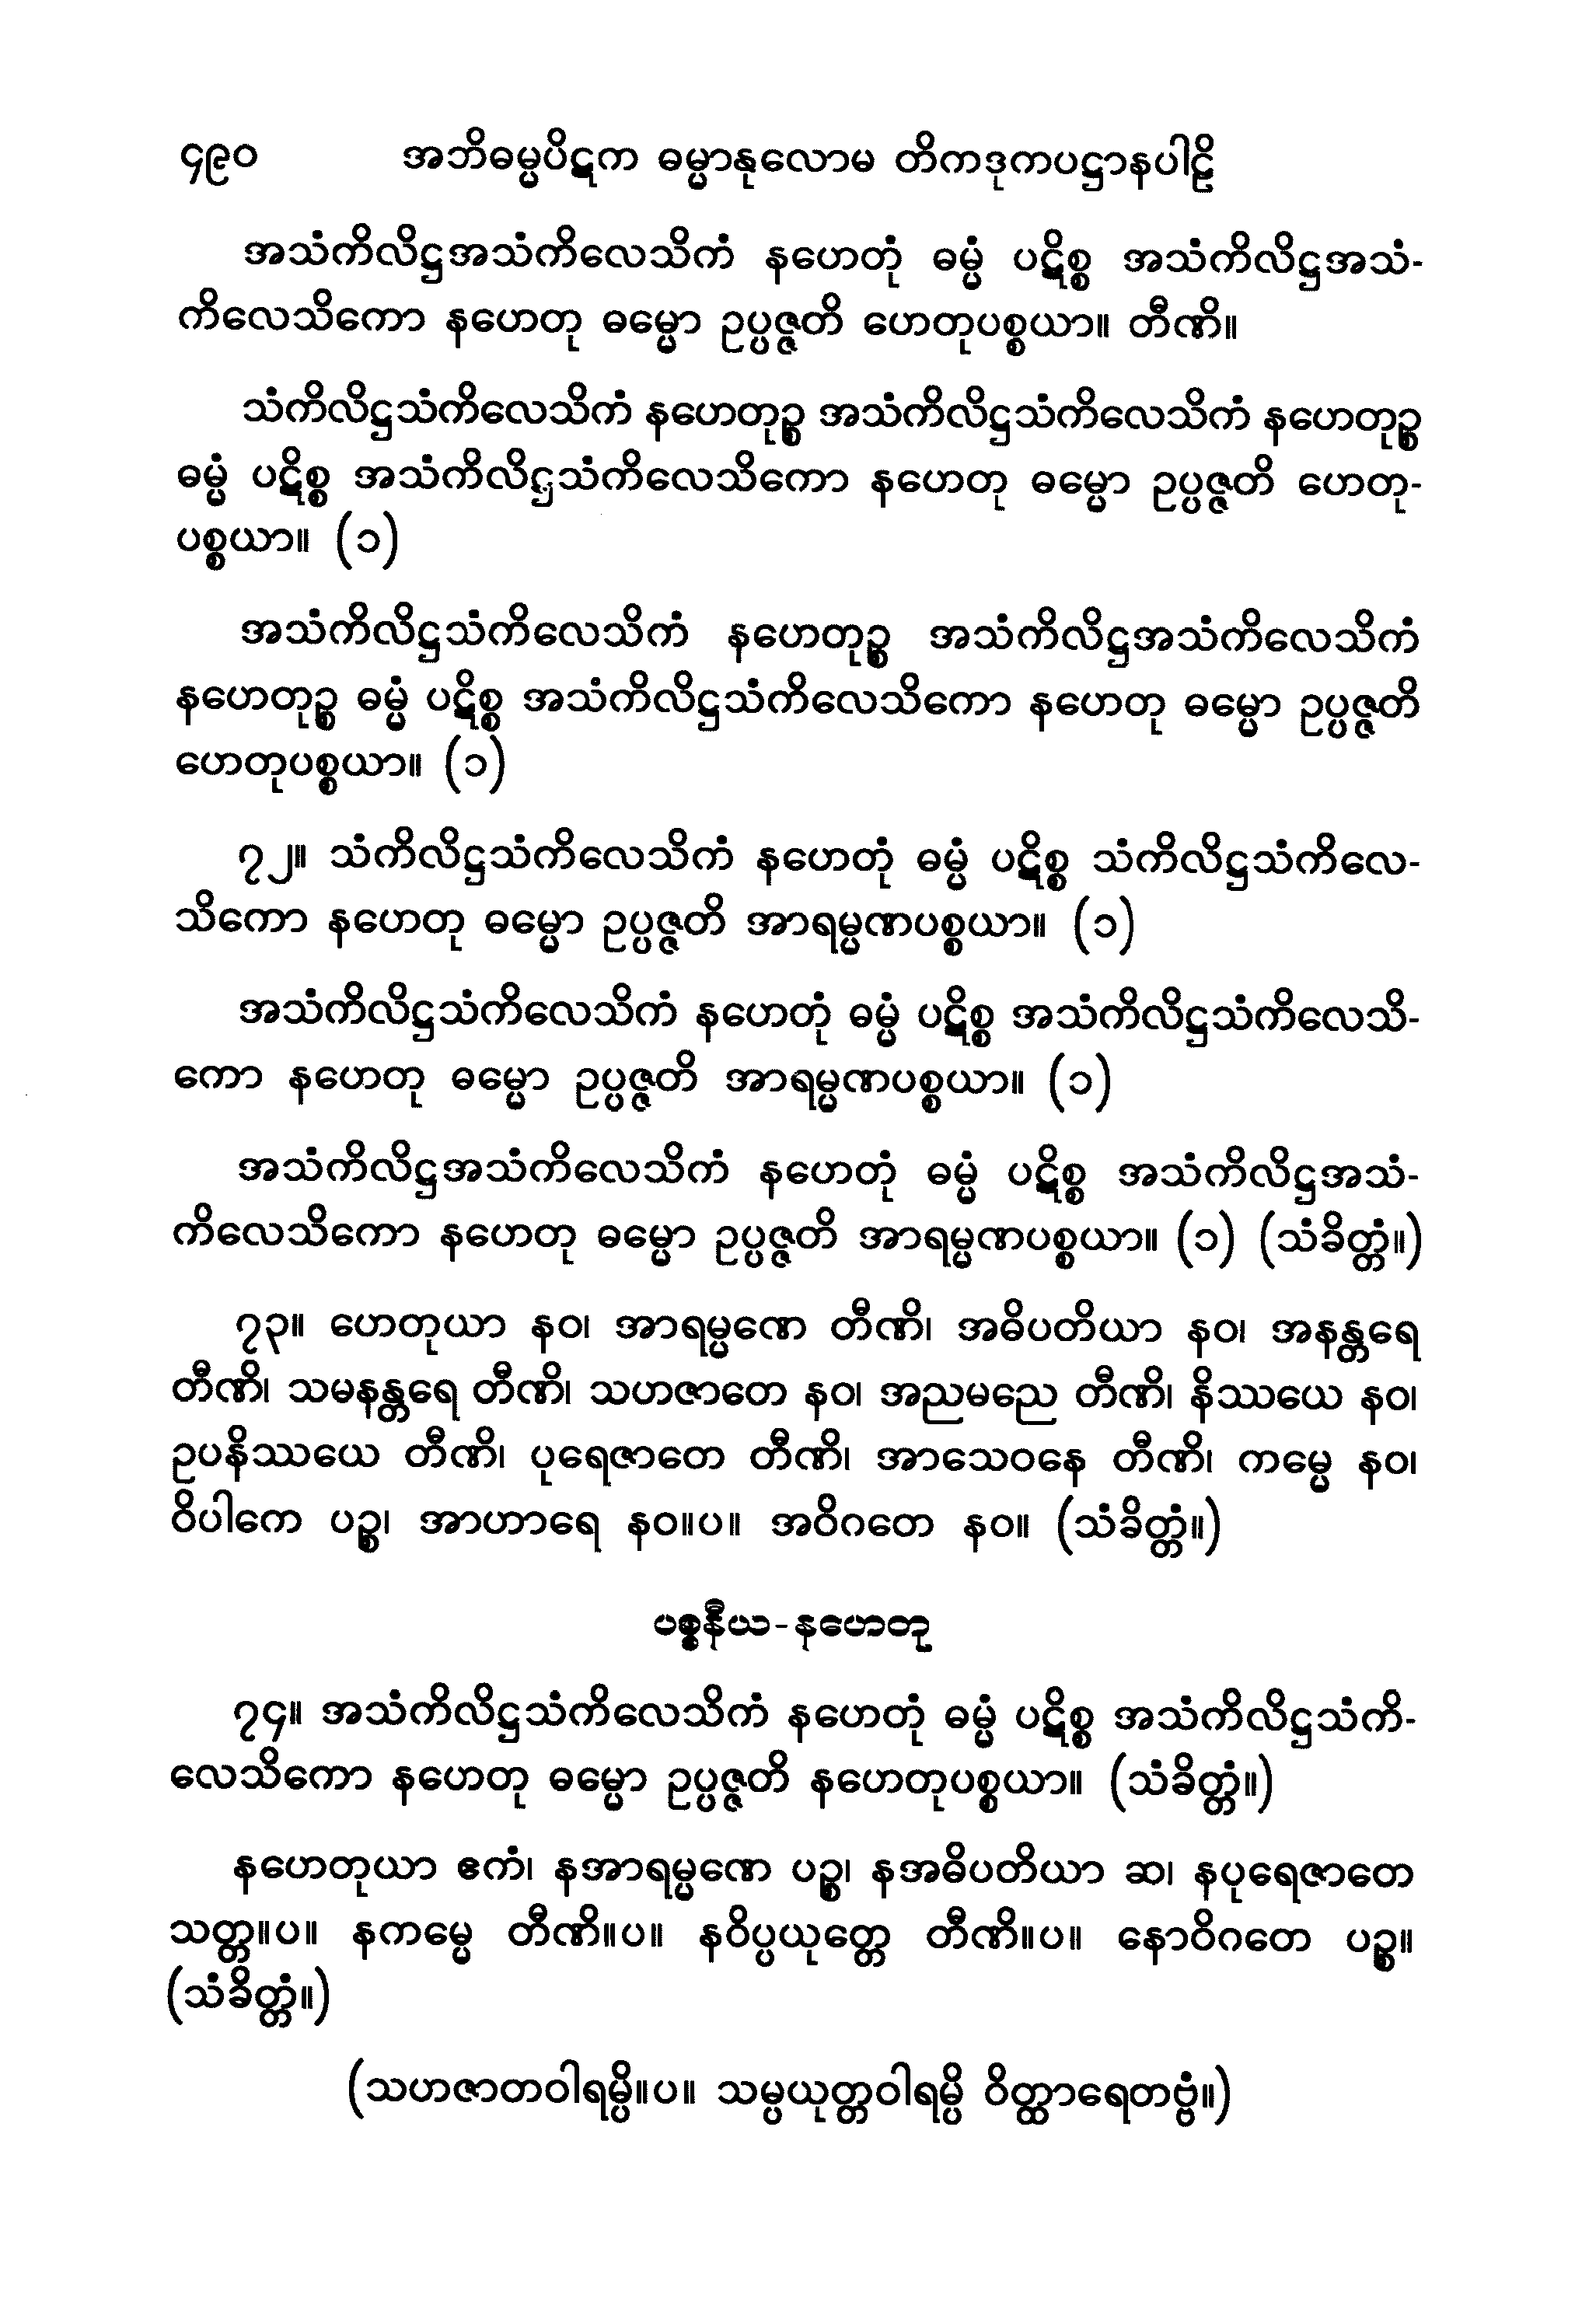 ၄၉၀ အဘိဓမ္မပိဋက ဓမ္မာနုလောမ တိကဒုကပဋ္ဌာနပါဠိ
အသံကိလိဋ္ဌအသံကိလေသိကံ နဟေတုံ ဓမ္မံ ပဋိစ္စ အသံကိလိဋ္ဌအသံ-
ကိလေသိကော နဟေတု ဓမ္မော ဥပ္ပဇ္ဇတိ ဟေတုပစ္စယာ။ တီဏိ။
သံကိလိဋ္ဌသံကိလေသိကံ နဟေတုဉ္စ အသံကိလိဋ္ဌသံကိလေသိကံ နဟေတုဉ္စ
ဓမ္မံ ပဋိစ္စ အသံကိလိဋ္ဌသံကိလေသိကော နဟေတု ဓမ္မော ဥပ္ပဇ္ဇတိ ဟေတု-
ပစ္စယာ။ (၁)
အသံကိလိဋ္ဌသံကိလေသိကံ နဟေတုဉ္စ အသံကိလိဋ္ဌအသံကိလေသိကံ
နဟေတုဉ္စ ဓမ္မံ ပဋိစ္စ အသံကိလိဋ္ဌသံကိလေသိကော နဟေတု ဓမ္မော ဥပ္ပဇ္ဇတိ
ဟေတုပစ္စယာ။ (၁)
၇၂။ သံကိလိဋ္ဌသံကိလေသိကံ နဟေတုံ ဓမ္မံ ပဋိစ္စ သံကိလိဋ္ဌသံကိလေ-
သိကော နဟေတု ဓမ္မော ဥပ္ပဇ္ဇတိ အာရမ္မဏပစ္စယာ။ (၁)
အသံကိလိဋ္ဌသံကိလေသိကံ နဟေတုံ ဓမ္မံ ပဋိစ္စ အသံကိလိဋ္ဌသံကိလေသိ-
ကော နဟေတု ဓမ္မော ဥပ္ပဇ္ဇတိ အာရမ္မဏပစ္စယာ။ (၁)
အသံကိလိဋ္ဌအသံကိလေသိကံ နဟေတုံ ဓမ္မံ ပဋိစ္စ အသံကိလိဋ္ဌအသံ-
ကိလေသိကော နဟေတု ဓမ္မော ဥပ္ပဇ္ဇတိ အာရမ္မဏပစ္စယာ။ (၁) (သံခိတ္တံ။)
၇၃။ ဟေတုယာ နဝ၊ အာရမ္မဏေ တီဏိ၊ အဓိပတိယာ နဝ၊ အနန္တရေ
တီဏိ၊ သမနန္တရေ တီဏိ၊ သဟဇာတေ နဝ၊ အညမညေ တီဏိ၊ နိဿယေ နဝ၊
ဥပနိဿယေ တီဏိ၊ ပုရေဇာတေ တီဏိ၊ အာသေဝနေ တီဏိ၊ ကမ္မေ နဝ၊
ဝိပါကေ ပဉ္စ၊ အာဟာရေ နဝ။ပ။ အဝိဂတေ နဝ။ (သံခိတ္တံ။)
ပစ္စနီယ-နဟေတု
၇၄။ အသံကိလိဋ္ဌသံကိလေသိကံ နဟေတုံ ဓမ္မံ ပဋိစ္စ အသံကိလိဋ္ဌသံကိ-
လေသိကော နဟေတု ဓမ္မော ဥပ္ပဇ္ဇတိ နဟေတုပစ္စယာ။ (သံခိတ္တံ။)
နဟေတုယာ ဧကံ၊ နအာရမ္မဏေ ပဉ္စ၊ နအဓိပတိယာ ဆ၊ နပုရေဇာတေ
သတ္တ။ပ။ နကမ္မေ တီဏိ။ပ။ နဝိပ္ပယုတ္တေ တီဏိ။ပ။ နောဝိဂတေ ပဉ္စ။
(သံခိတ္တံ။)
(သဟဇာတဝါရမ္ပိ။ပ။ သမ္ပယုတ္တဝါရမ္ပိ ဝိတ္ထာရေတဗ္ဗံ။)